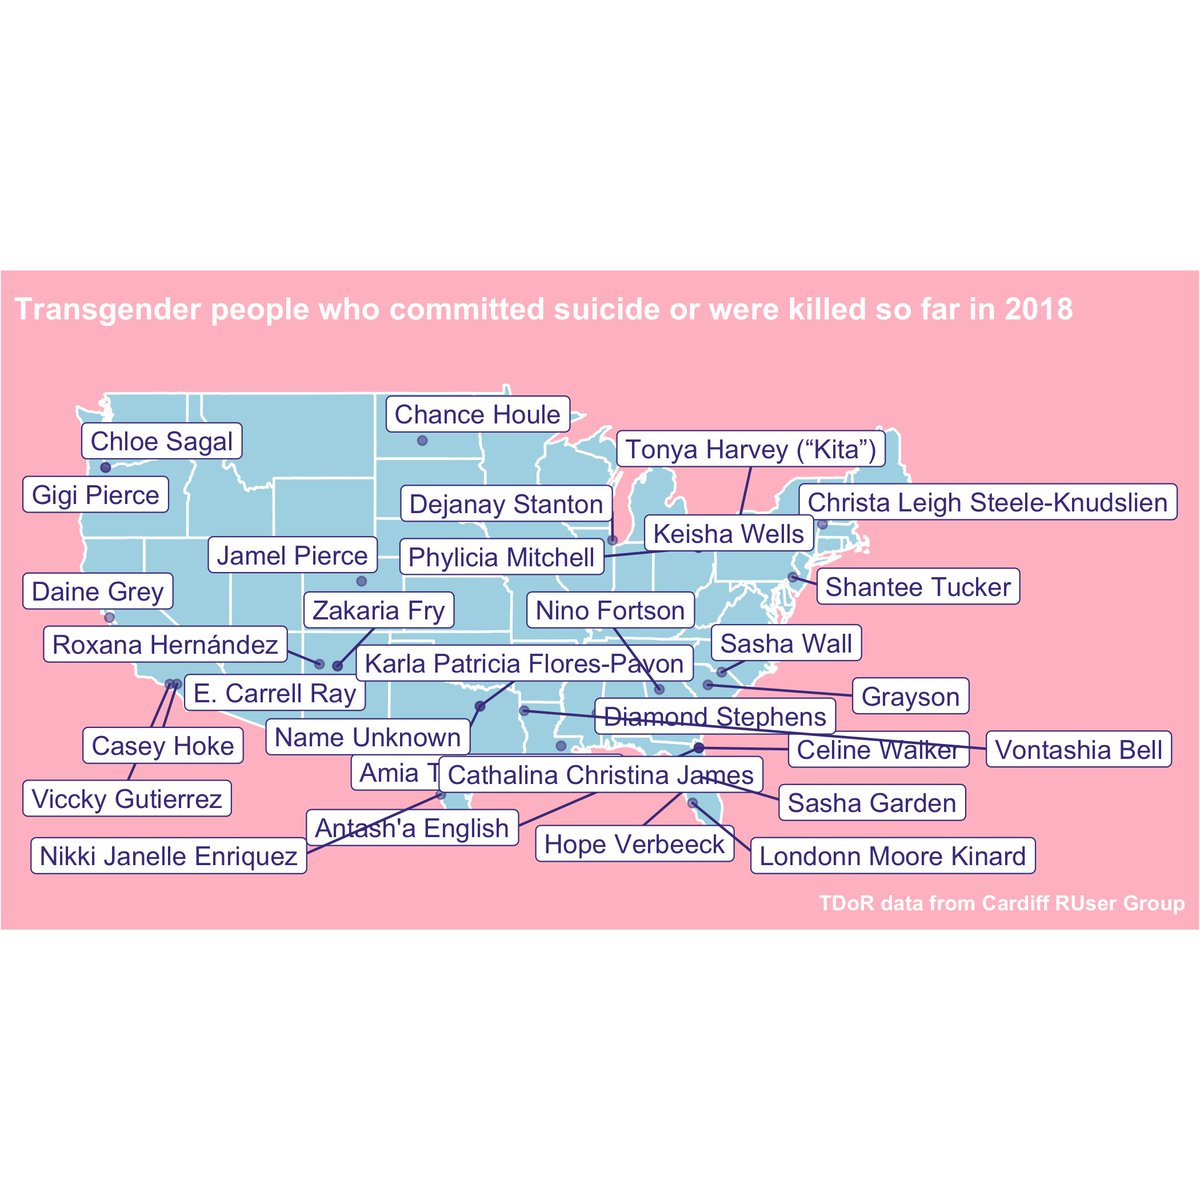 Transgender people who committed suicide or were killed so far in 2018
Chance Houle
Chloe Sagal
Tonya Harvey (“Kita”)
Gigi Pierce
Dejanay Stanton
Christa Leigh Steele-Knudslien
Keisha Wells
Jamel Pierce
Phylicia Mitchell
Daine Grey
Shantee Tucker
Zakaria Fry
Nino Fortson
Roxana Hernández
Sasha Wall
Karla Patricia Flores-Pavon
E. Carrell Ray
Grayson
Diamond Stephens
Name Unknown
Casey Hoke
Celine Walker
Vontashia Bell
Amia
Cathalina Christina James
Viccky Gutierrez
Sasha Garden
Antash'a English
Hope Verbeeck
Nikki Janelle Enriquez
Londonn Moore Kinard
TDoR data from Cardiff RUser Group